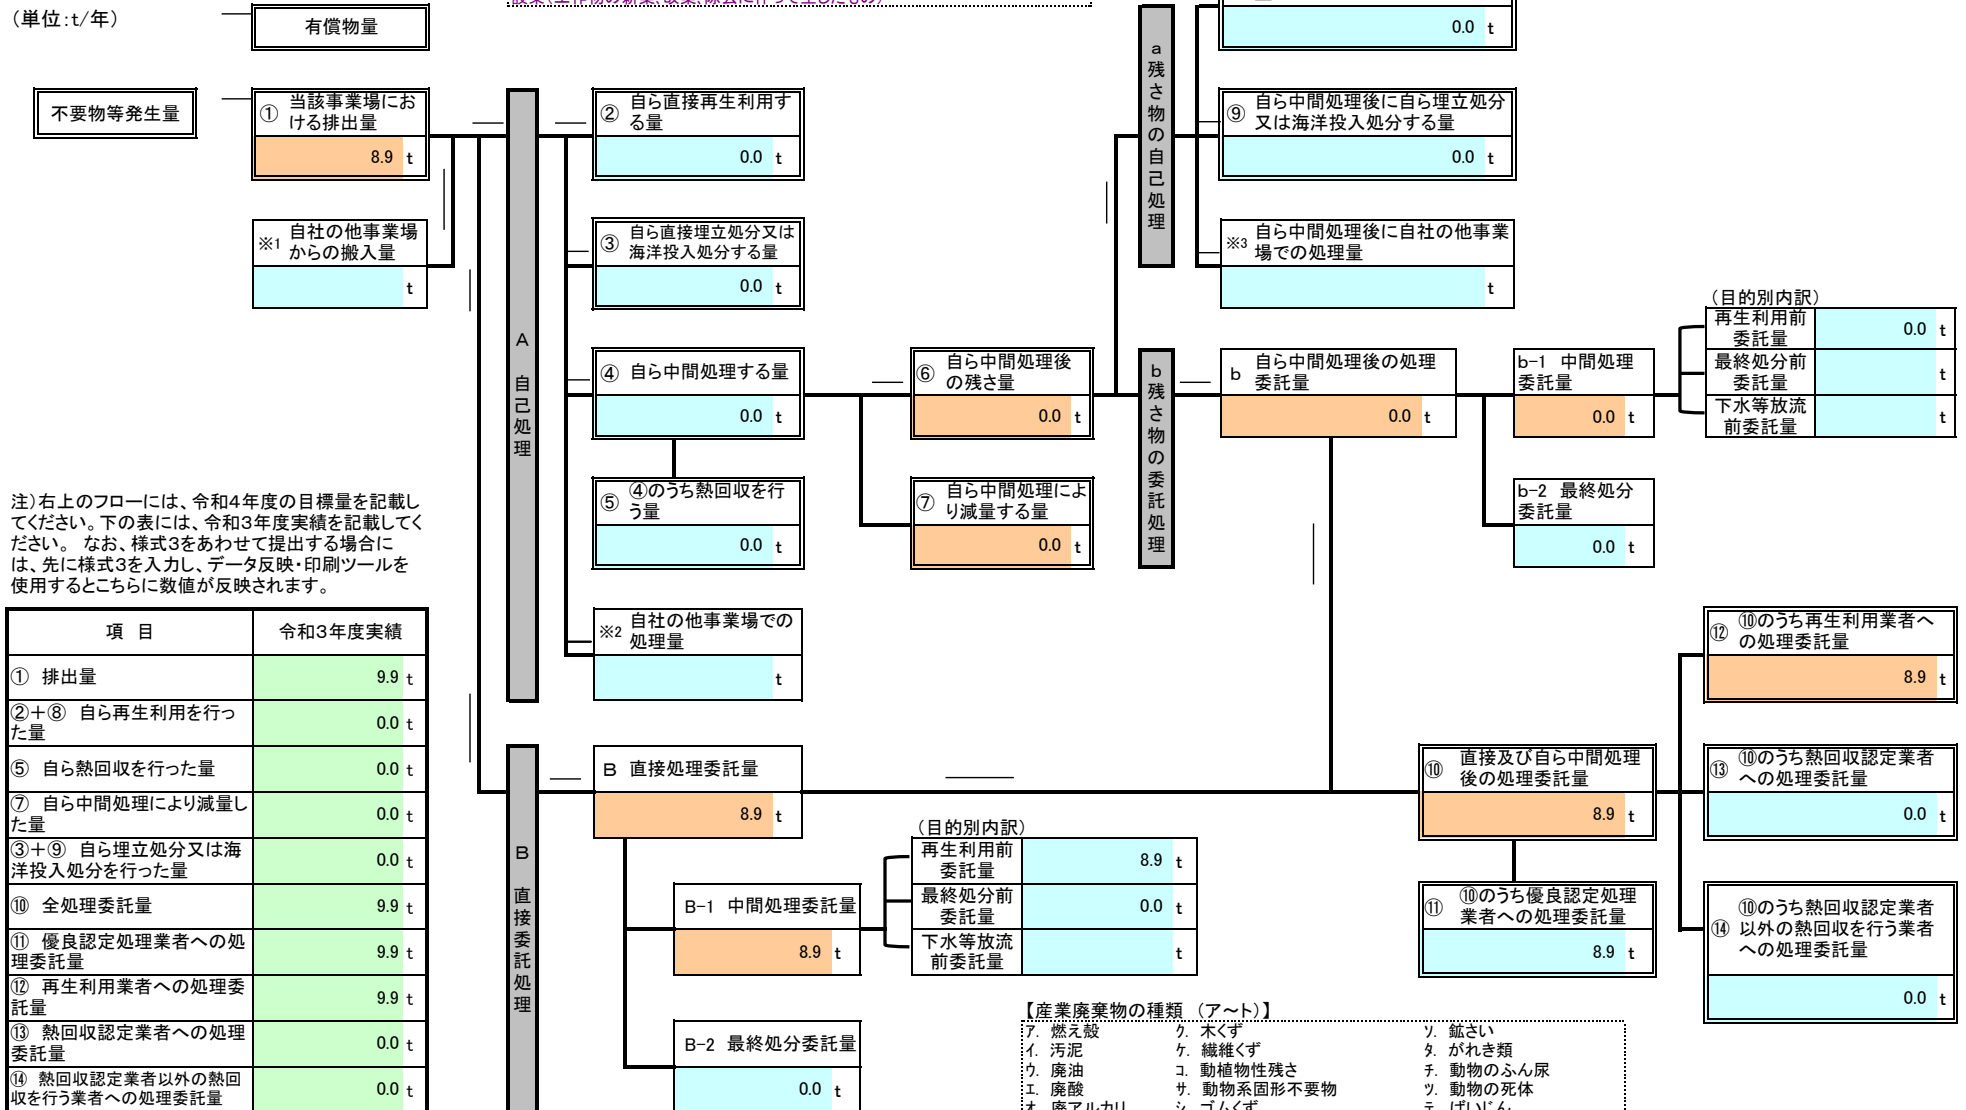 （単位：t/年）
有償物量
0.0 t
不要物等発生量
① 当該事業場にお
ける排出量
8.9 t
※1 自社の他事業場
からの搬入量
t
A 自己処理
② 自ら直接再生利用す
る量
0.0 t
③ 自ら直接埋立処分又は
海洋投入処分する量
0.0 t
④ 自ら中間処理する量
0.0 t
⑤ ④のうち熱回収を行
う量
0.0 t
※2 自社の他事業場での
処理量
t
⑥ 自ら中間処理後
の残さ量
0.0 t
⑦ 自ら中間処理によ
り減量する量
0.0 t
a 残さ物の自己処理
⑨ 自ら中間処理後に自ら埋立処分
又は海洋投入処分する量
0.0 t
※3 自ら中間処理後に自社の他事業
場での処理量
t
b 残さ物の委託処理
b 自ら中間処理後の処理
委託量
0.0 t
b-1 中間処理
委託量
0.0 t
b-2 最終処分
委託量
0.0 t
（目的別内訳）
再生利用前
委託量
0.0 t
最終処分前
委託量
t
下水等放流
前委託量
t
注）右上のフローには、令和４年度の目標量を記載し
てください。下の表には、令和３年度実績を記載してく
ださい。 なお、様式３をあわせて提出する場合に
は、先に様式３を入力し、データ反映・印刷ツールを
使用するとこちらに数値が反映されます。
項 目 令和３年度実績
① 排出量 9.9 t
②＋⑧ 自ら再生利用を行っ
た量 0.0 t
⑤ 自ら熱回収を行った量 0.0 t
⑦ 自ら中間処理により減量し
た量 0.0 t
③＋⑨ 自ら埋立処分又は海
洋投入処分を行った量 0.0 t
⑩ 全処理委託量 9.9 t
⑪ 優良認定処理業者への処
理委託量 9.9 t
⑫ 再生利用業者への処理委
託量 9.9 t
⑬ 熱回収認定業者への処理
委託量 0.0 t
⑭ 熱回収認定業者以外の熱回
収を行う業者への処理委託量 0.0 t
B 直接委託処理
B 直接処理委託量
8.9 t
B-1 中間処理委託量
8.9 t
B-2 最終処分委託量
0.0 t
（目的別内訳）
再生利用前
委託量
8.9 t
最終処分前
委託量
0.0 t
下水等放流
前委託量
t
⑩ 直接及び自ら中間処理
後の処理委託量
8.9 t
⑪ ⑩のうち優良認定処理
業者への処理委託量
8.9 t
⑫ ⑩のうち再生利用業者へ
の処理委託量
8.9 t
⑬ ⑩のうち熱回収認定業者
への処理委託量
0.0 t
⑭ ⑩のうち熱回収認定業者
以外の熱回収を行う業者
への処理委託量
0.0 t
【産業廃棄物の種類 （ア～ト）】
ｱ. 燃え殻 ｸ. 木くず ｿ. 鉱さい
ｲ. 汚泥 ｹ. 繊維くず ﾀ. がれき類
ｳ. 廃油 ｺ. 動植物性残さ ﾁ. 動物のふん尿
ｴ. 廃酸 ｻ. 動物系固形不要物 ﾂ. 動物の死体
ｵ. 廃アルカリ ｼ. ゴムくず ﾃ. ばいじん